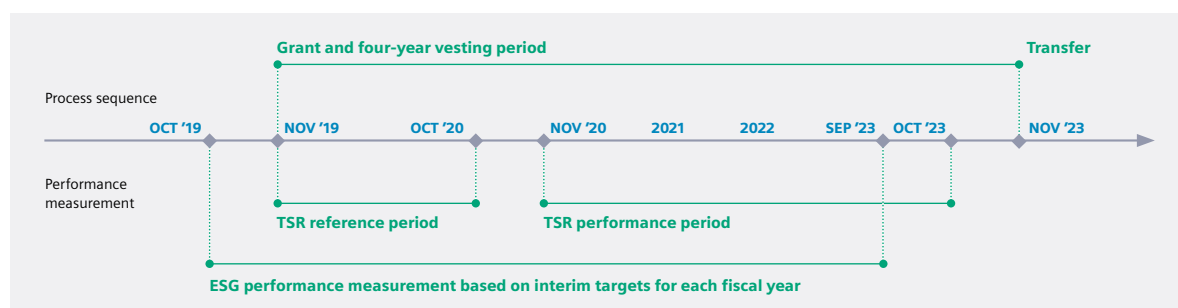 Grant and four-year vesting period
Transfer
Process sequence
OCT ’19
NOV ’19
OCT ’20
NOV ’20
2021
2022
SEP ’23
OCT ’23
NOV ’23
Performance
measurement
TSR reference period
TSR performance period
ESG performance measurement based on interim targets for each fiscal year